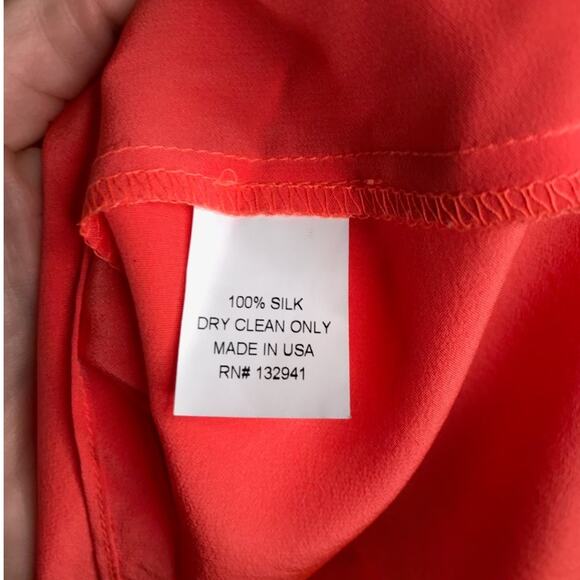 100% SILK
DRY CLEAN ONLY
MADE IN USA
RN# 132941